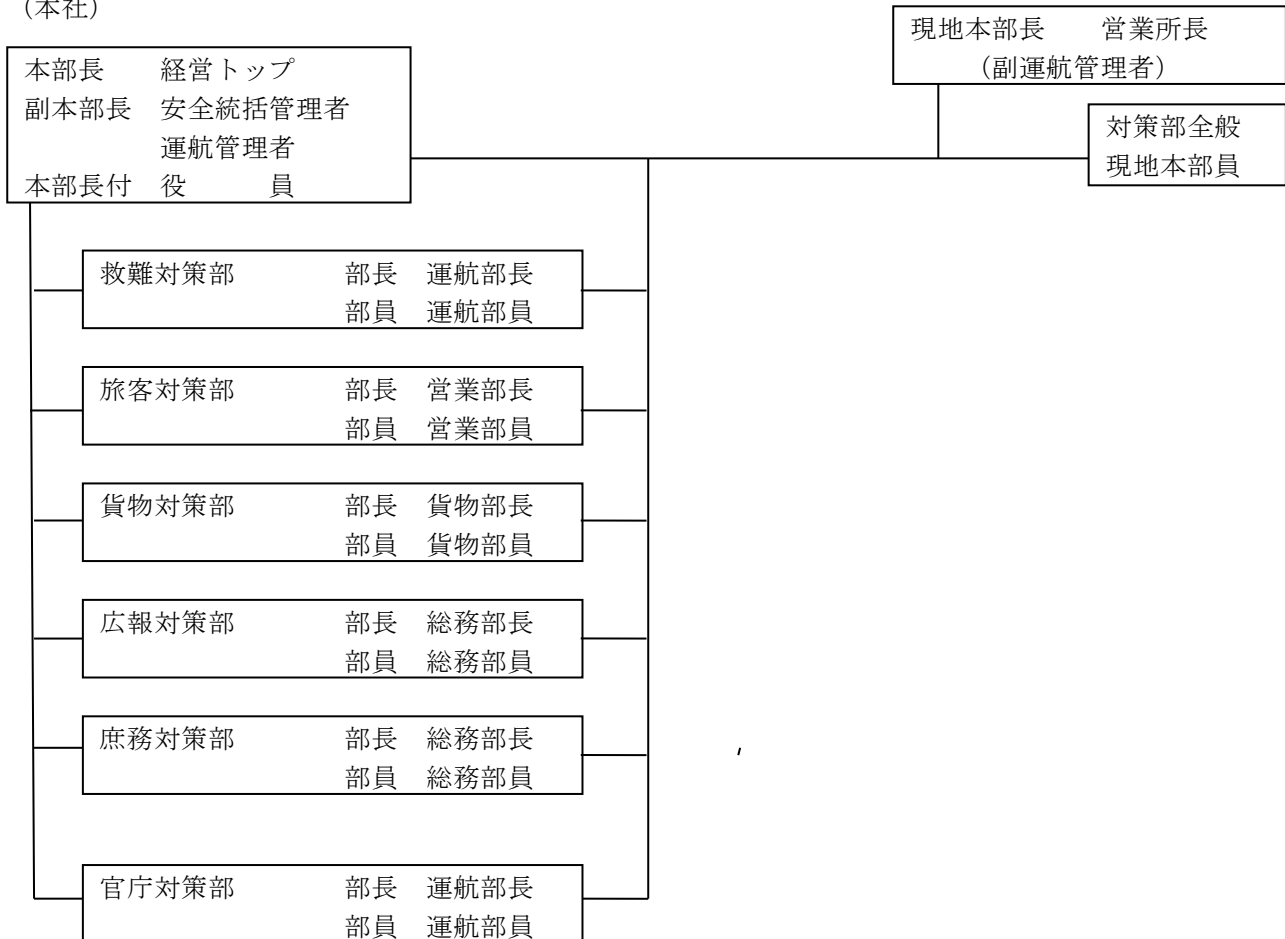 （本社）
現地本部長　　営業所長
（副運航管理者）
本部長　　経営トップ
副本部長　安全統括管理者
運航管理者
本部長付　役　　　員
対策部全般
現地本部員
救難対策部　　　　部長　運航部長
部員　運航部員
旅客対策部　　　　部長　営業部長
部員　営業部員
貨物対策部　　　　部長　貨物部長
部員　貨物部員
広報対策部　　　　部長　総務部長
部員　総務部員
庶務対策部　　　　部長　総務部長
部員　総務部員
官庁対策部　　　　部長　運航部長
部員　運航部員